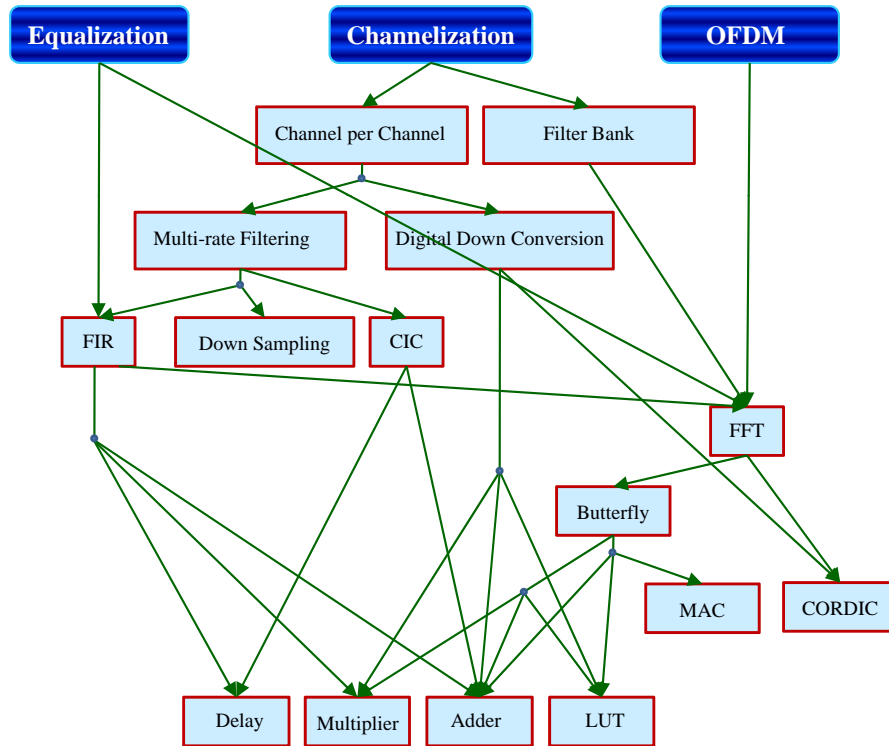 Equalization
Channelization
OFDM
Channel per Channel
Filter Bank
Multi-rate Filtering
Digital Down Conversion
FIR
Down Sampling
CIC
FFT
Butterfly
MAC
CORDIC
Delay
Multiplier
Adder
LUT